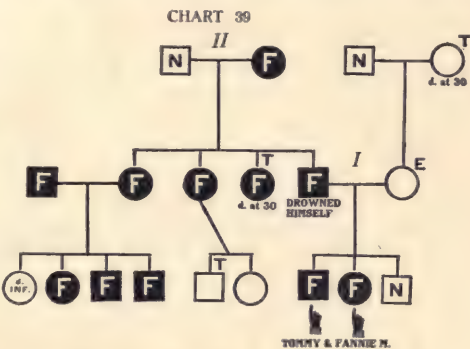 CHART 39
II
N F N T
d. at 30
T I E
F F F F F
d. at 30 DROWNED
HIMSELF
T
d.
INF. F F F F F N
TOMMY & FANNIE M.